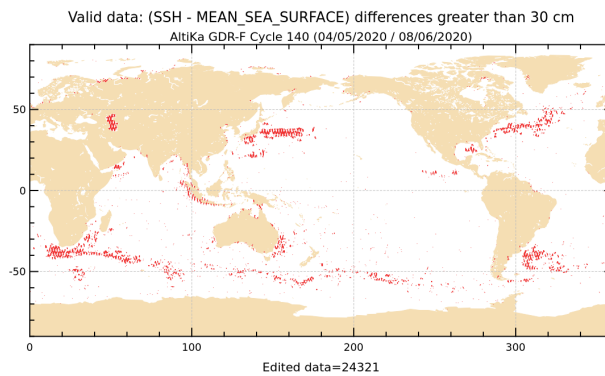 Valid data: (SSH - MEAN_SEA_SURFACE) differences greater than 30 cm
AltiKa GDR-F Cycle 140 (04/05/2020 / 08/06/2020)
50
0
-50
0 100 200 300
Edited data=24321